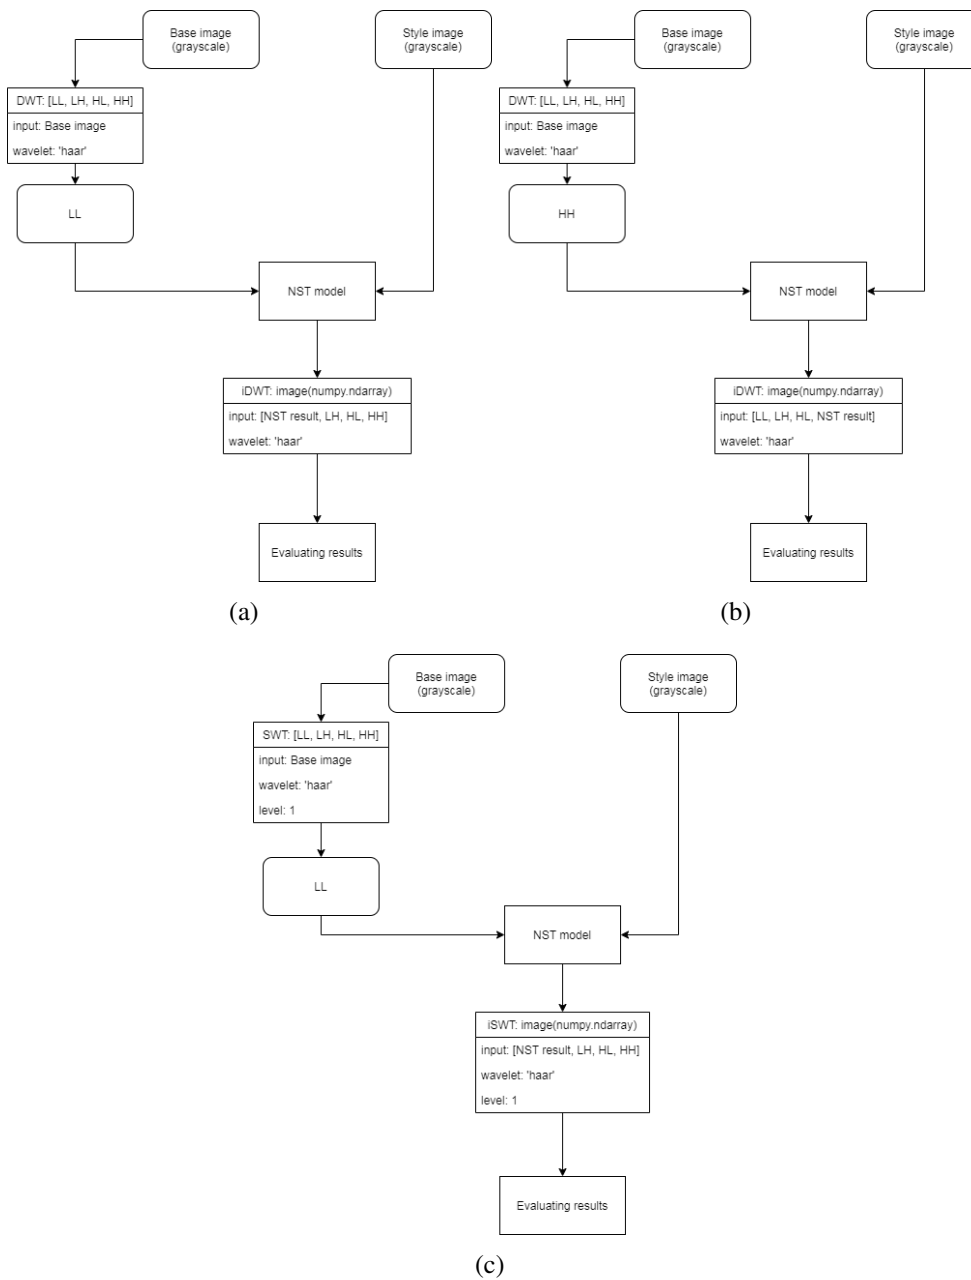 Base image
(grayscale)
Style image
(grayscale)
DWT: [LL, LH, HL, HH]
input: Base image
wavelet: 'haar'
LL
NST model
iDWT: image(numpy.ndarray)
input: [NST result, LH, HL, HH]
wavelet: 'haar'
Evaluating results
(a)
Base image
(grayscale)
Style image
(grayscale)
DWT: [LL, LH, HL, HH]
input: Base image
wavelet: 'haar'
HH
NST model
iDWT: image(numpy.ndarray)
input: [LL, LH, HL, NST result]
wavelet: 'haar'
Evaluating results
(b)
Base image
(grayscale)
Style image
(grayscale)
SWT: [LL, LH, HL, HH]
input: Base image
wavelet: 'haar'
level: 1
LL
NST model
iSWT: image(numpy.ndarray)
input: [NST result, LH, HL, HH]
wavelet: 'haar'
level: 1
Evaluating results
(c)